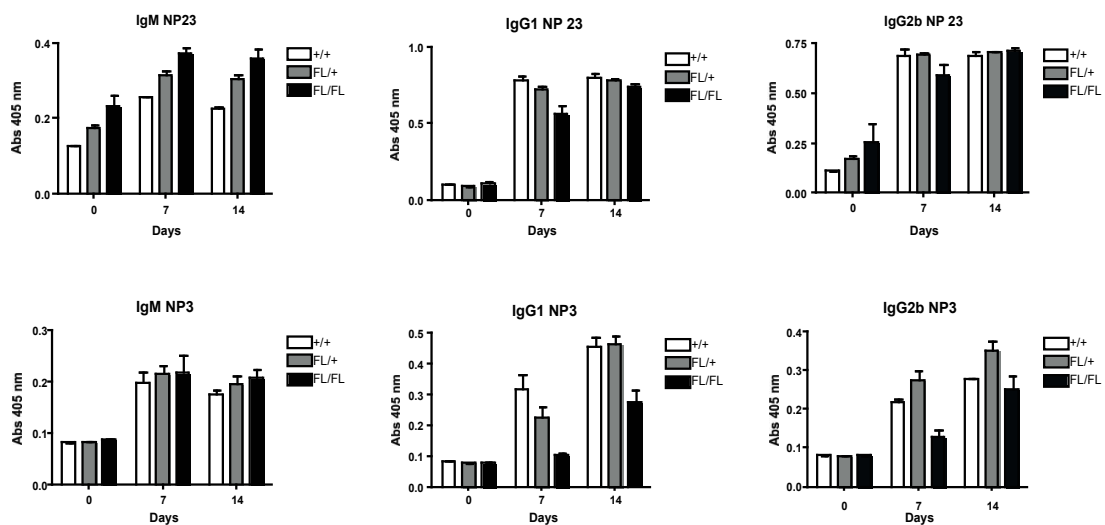 IgM NP23
Abs 405 nm
0.4
0.2
0.0
0
7
14
Days
+/+
FL/+
FL/FL
IgG1 NP 23
Abs 405 nm
1.0
0.5
0.0
0
7
14
Days
+/+
FL/+
FL/FL
IgG2b NP 23
Abs 405 nm
0.75
0.50
0.25
0.00
0
7
14
Days
+/+
FL/+
FL/FL
IgM NP3
Abs 405 nm
0.3
0.2
0.1
0.0
0
7
14
Days
+/+
FL/+
FL/FL
IgG1 NP3
Abs 405 nm
0.5
0.4
0.3
0.2
0.1
0.0
0
7
14
Days
+/+
FL/+
FL/FL
IgG2b NP3
Abs 405 nm
0.4
0.3
0.2
0.1
0.0
0
7
14
Days
+/+
FL/+
FL/FL